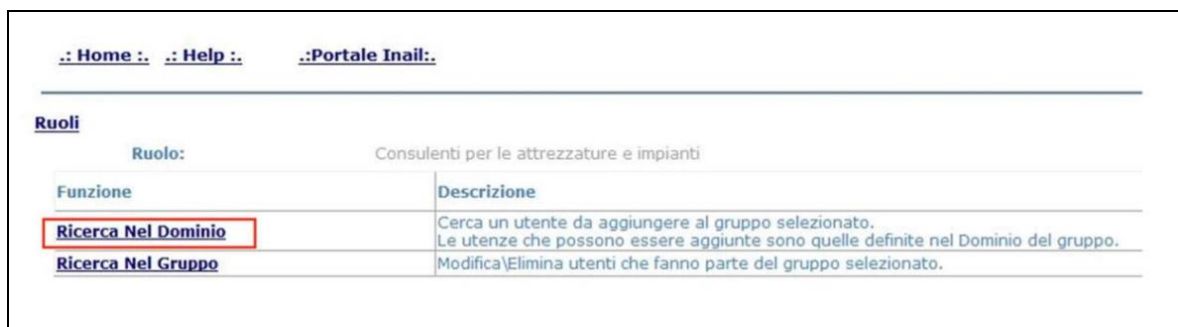 .: Home :. .: Help :. .:Portale Inail:.
Ruoli
Ruolo: Consulenti per le attrezzature e impianti
Funzione Descrizione
Ricerca Nel Dominio Cerca un utente da aggiungere al gruppo selezionato.
Le utenze che possono essere aggiunte sono quelle definite nel Dominio del gruppo.
Ricerca Nel Gruppo Modifica\Elimina utenti che fanno parte del gruppo selezionato.